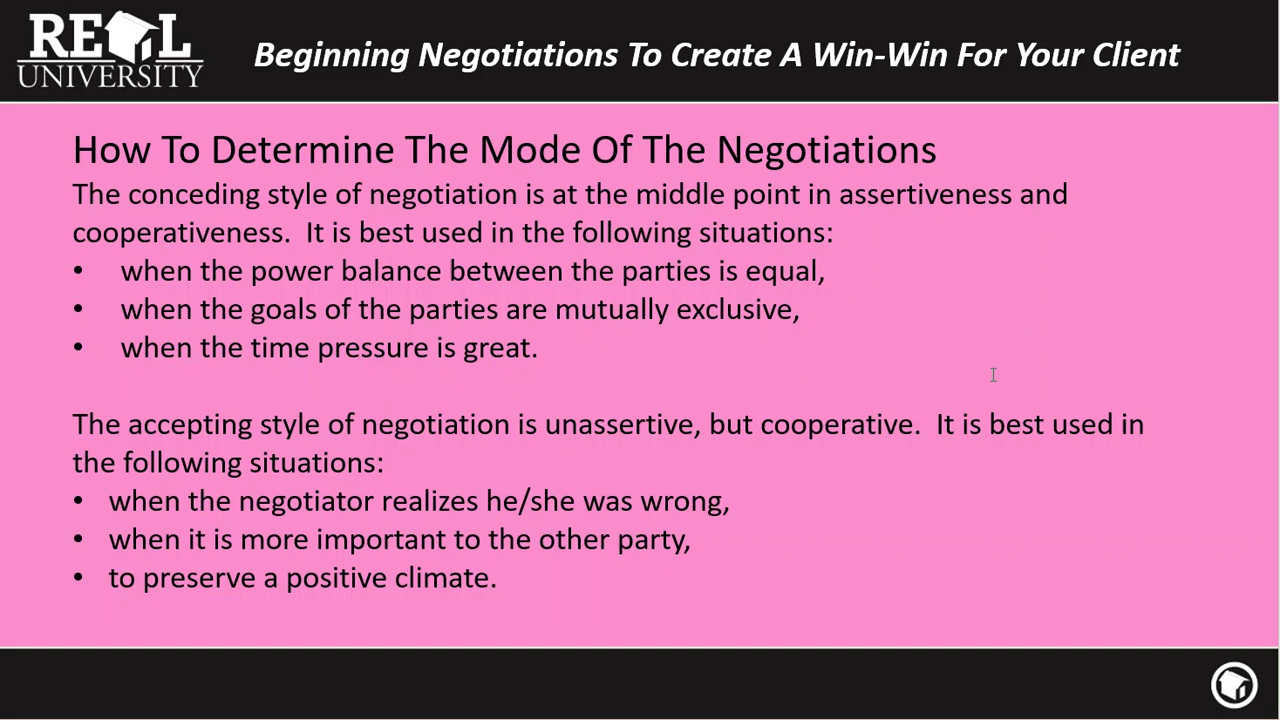 REAL
UNIVERSITY
Beginning Negotiations To Create A Win-Win For Your Client
How To Determine The Mode Of The Negotiations
The conceding style of negotiation is at the middle point in assertiveness and
cooperativeness.  It is best used in the following situations:
• when the power balance between the parties is equal,
• when the goals of the parties are mutually exclusive,
• when the time pressure is great.
The accepting style of negotiation is unassertive, but cooperative.  It is best used in
the following situations:
• when the negotiator realizes he/she was wrong,
• when it is more important to the other party,
• to preserve a positive climate.